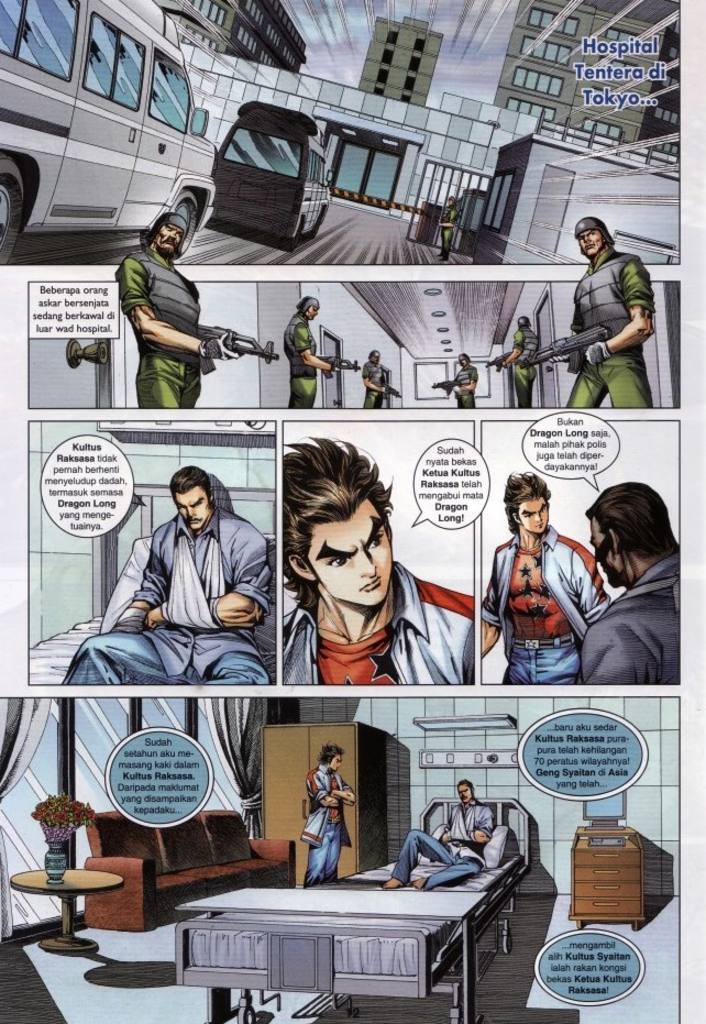 Hospital
Tentera di
Tokyo...
Beberapa orang
askar bersenjata
sedang berkawal di
luar wad hospital.
Kultus
Raksasa tidak
pernah berhenti
menyeludup dadah,
termasuk semasa
Dragon Long
yang menge-
tuainya.
Sudah
nyata bekas
Ketua Kultus
Raksasa telah
mengabui mata
Dragon
Long!
Bukan
Dragon Long saja,
malah pihak polis
juga telah diper-
dayakannya!
Sudah
setahun aku me-
masang kaki dalam
Kultus Raksasa.
Daripada maklumat
yang disampaikan
kepadaku...
...baru aku sedar
Kultus Raksasa pura-
pura telah kehilangan
70 peratus wilayahnya!
Geng Syaitan di Asia
yang telah...
...mengambil
alih Kultus Syaitan
ialah rakan kongsi
bekas Ketua Kultus
Raksasa!